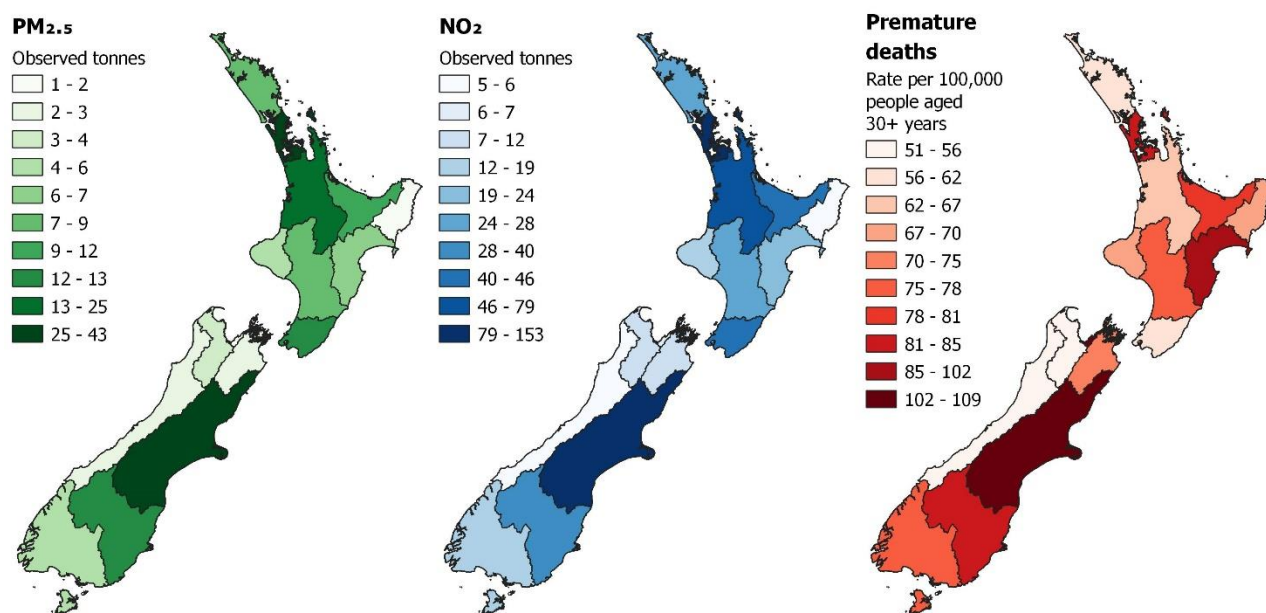 PM₂.₅
Observed tonnes
1 - 2
2 - 3
3 - 4
4 - 6
6 - 7
7 - 9
9 - 12
12 - 13
13 - 25
25 - 43
NO₂
Observed tonnes
5 - 6
6 - 7
7 - 12
12 - 19
19 - 24
24 - 28
28 - 40
40 - 46
46 - 79
79 - 153
Premature
deaths
Rate per 100,000
people aged
30+ years
51 - 56
56 - 62
62 - 67
67 - 70
70 - 75
75 - 78
78 - 81
81 - 85
85 - 102
102 - 109